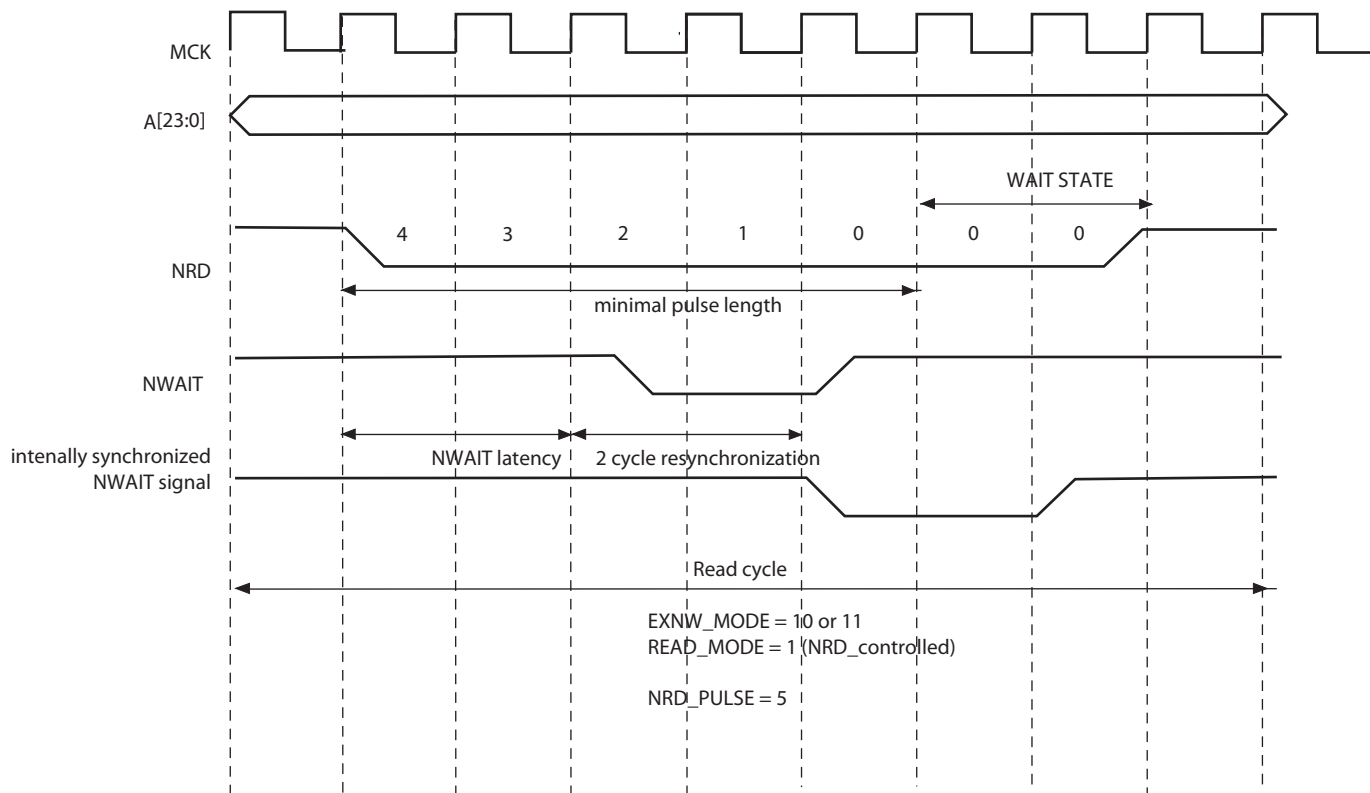 MCK
A[23:0]
WAIT STATE
4 3 2 1 0 0 0
NRD
minimal pulse length
NWAIT
NWAIT latency 2 cycle resynchronization
intenally synchronized
NWAIT signal
Read cycle
EXNW_MODE = 10 or 11
READ_MODE = 1 (NRD_controlled)
NRD_PULSE = 5